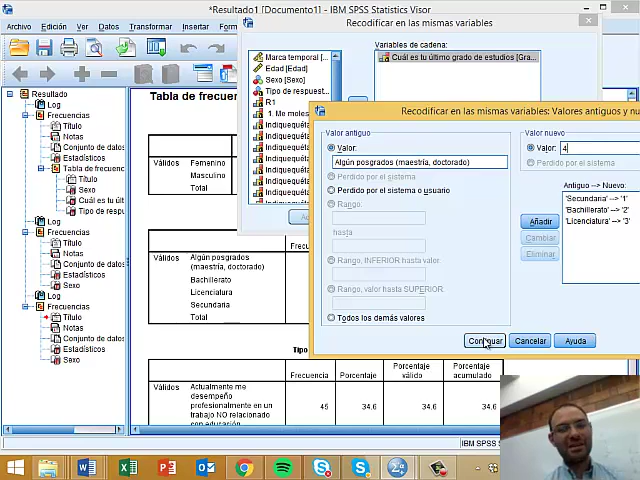 *Resultado1 [Documento1] - IBM SPSS Statistics Visor
Archivo Edición Ver Datos Transformar Insertar
Recodificar en las mismas variables
Variables de cadena:
Marca temporal [...
Edad [Edad]
Sexo [Sexo]
Tipo de respuest...
R1
1. Me moles
Cuál es tu último grado de estudios [Gra...
Resultado
Log
Frecuencias
Título
Notas
Conjunto de datos
Estadísticos
Tabla de frecuenc
Título
Sexo
Cuál es tu últi
Tipo de respu
Log
Frecuencias
Título
Notas
Conjunto de datos
Estadísticos
Sexo
Log
Frecuencias
Título
Notas
Conjunto de datos
Estadísticos
Sexo
Tabla de frecuen
Válidos Femenino
Masculino
Total
Frecu
Válidos Algún posgrados
(maestría, doctorado)
Bachillerato
Licenciatura
Secundaria
Total
Tipo
Frecuencia Porcentaje Porcentaje válido Porcentaje acumulado
Válidos Actualmente me
desempeño
profesionalmente en un
trabajo NO relacionado
con educación
45 34,6 34,6 34,6
Recodificar en las mismas variables: Valores antiguos y nu
Valor antiguo
Valor:
Algún posgrados (maestría, doctorado)
Perdido por el sistema
Perdido por el sistema o usuario
Rango:
hasta
Rango, INFERIOR hasta valor
Rango, valor hasta SUPERIOR:
Todos los demás valores
Valor nuevo
Valor: 4
Perdido por el sistema
Antiguo --> Nuevo:
'Secundaria' --> '1'
'Bachillerato' --> '2'
'Licenciatura' --> '3'
Añadir
Cambiar
Eliminar
Continuar Cancelar Ayuda
IBM SPS